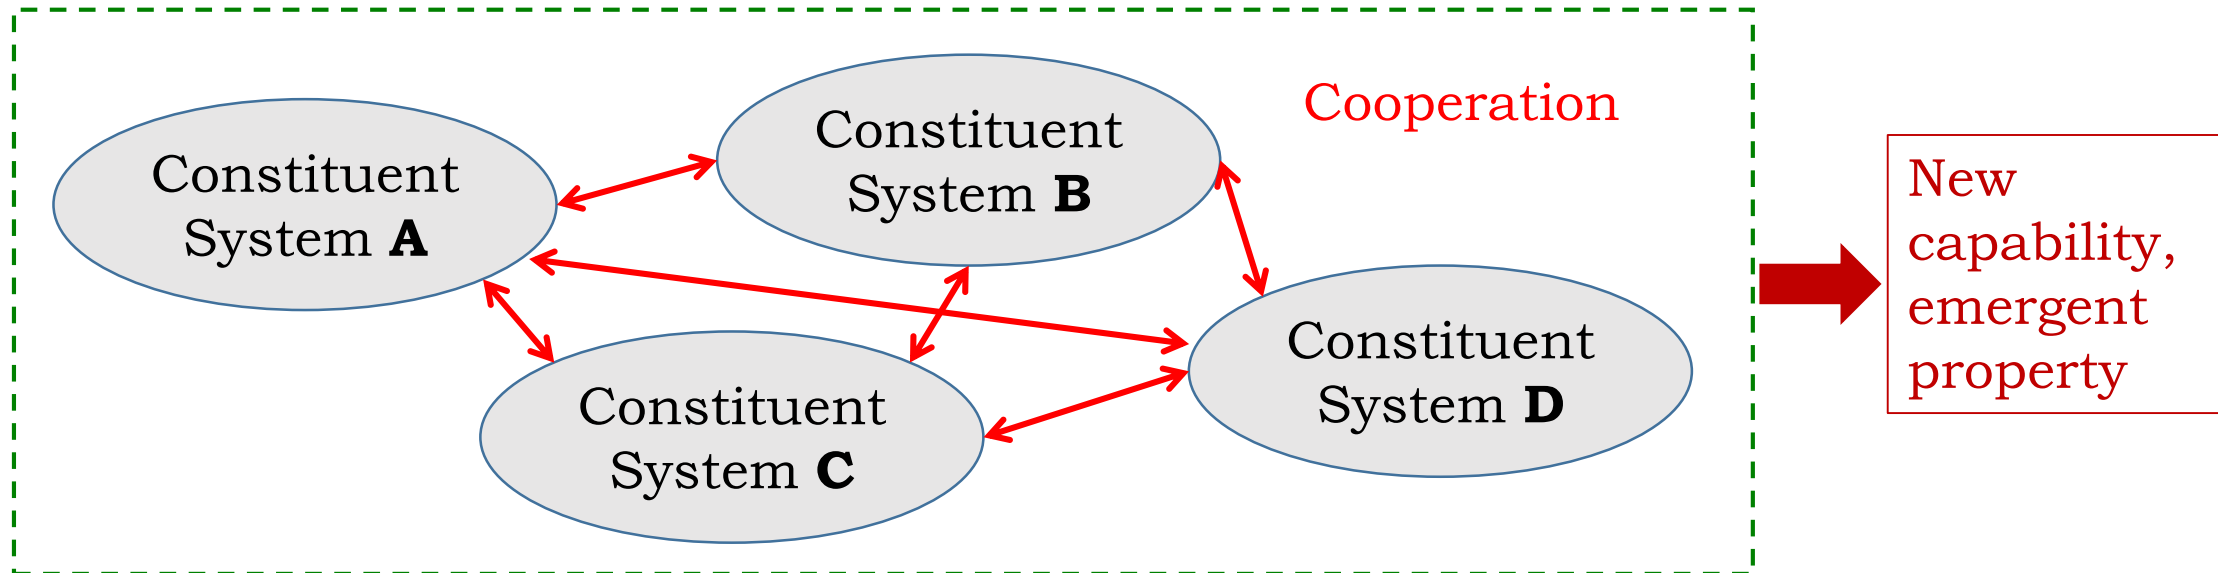 Constituent
System A
Constituent
System B
Cooperation
Constituent
System C
Constituent
System D
New
capability,
emergent
property